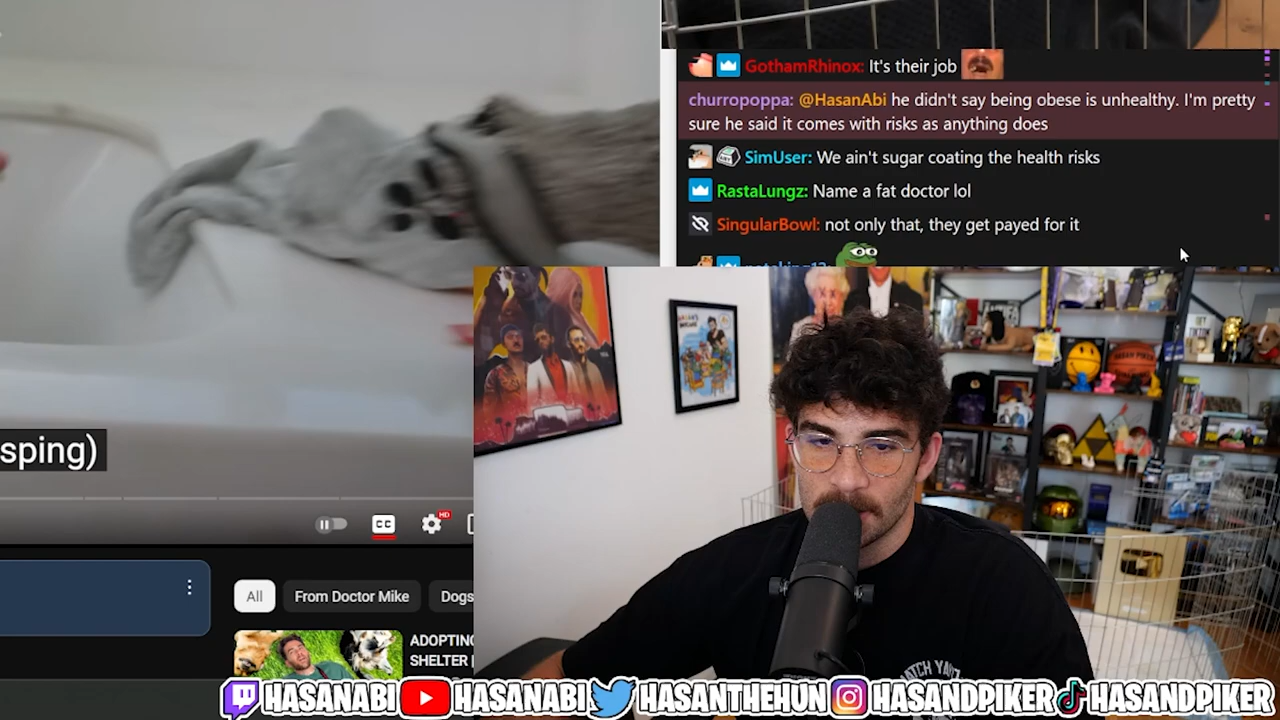 GothamRhinox: It's their job
churropoppa: @HasanAbi he didn't say being obese is unhealthy. I'm pretty
sure he said it comes with risks as anything does
SimUser: We ain't sugar coating the health risks
RastaLungz: Name a fat doctor lol
SingularBowl: not only that, they get payed for it
sping)
CC
HD
All
From Doctor Mike
Dogs
ADOPTING
SHELTER
HASANABI
HASANABI
HASANTHEHUN
HASANDPIKER
HASANDPIKER